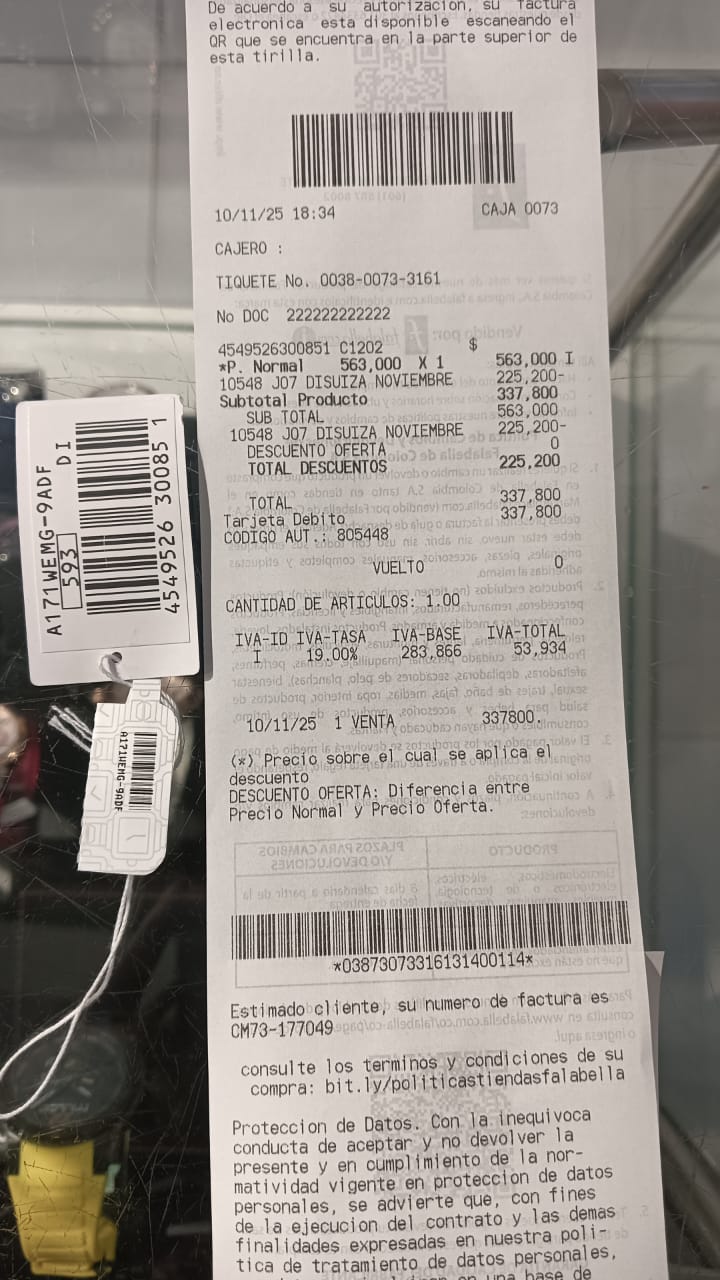 De acuerdo a su autorizacion, su factura
electronica esta disponible escaneando el
QR que se encuentra en la parte superior de
esta tirilla.
10/11/25 18:34 CAJA 0073
CAJERO :
TIQUETE No. 0038-0073-3161
No DOC 222222222222
$
4549526300851 C1202
*P. Normal 563,000 X 1 563,000 I
10548 J07 DISUIZA NOVIEMBRE 225,200-
Subtotal Producto 337,800
SUB TOTAL 563,000
10548 J07 DISUIZA NOVIEMBRE 225,200-
DESCUENTO OFERTA 0
TOTAL DESCUENTOS 225,200
TOTAL 337,800
Tarjeta Debito 337,800
CODIGO AUT.: 805448
VUELTO 0
CANTIDAD DE ARTICULOS: 1.00
IVA-ID IVA-TASA IVA-BASE IVA-TOTAL
I 19.00% 283,866 53,934
10/11/25 1 VENTA 337800.
(*) Precio sobre el cual se aplica el
descuento
DESCUENTO OFERTA: Diferencia entre
Precio Normal y Precio Oferta.
*03873073316131400114*
Estimado cliente, su numero de factura es
CM73-177049
consulte los terminos y condiciones de su
compra: bit.ly/politicastiendasfalabella
Proteccion de Datos. Con la inequivoca
conducta de aceptar y no devolver la
presente y en cumplimiento de la nor-
matividad vigente en proteccion de datos
personales, se advierte que, con fines
de la ejecucion del contrato y las demas
finalidades expresadas en nuestra poli-
tica de tratamiento de datos personales,
en una base de
A171WEMG-9ADF
593 DI
4549526 30085 1
A171WEMG-9ADF